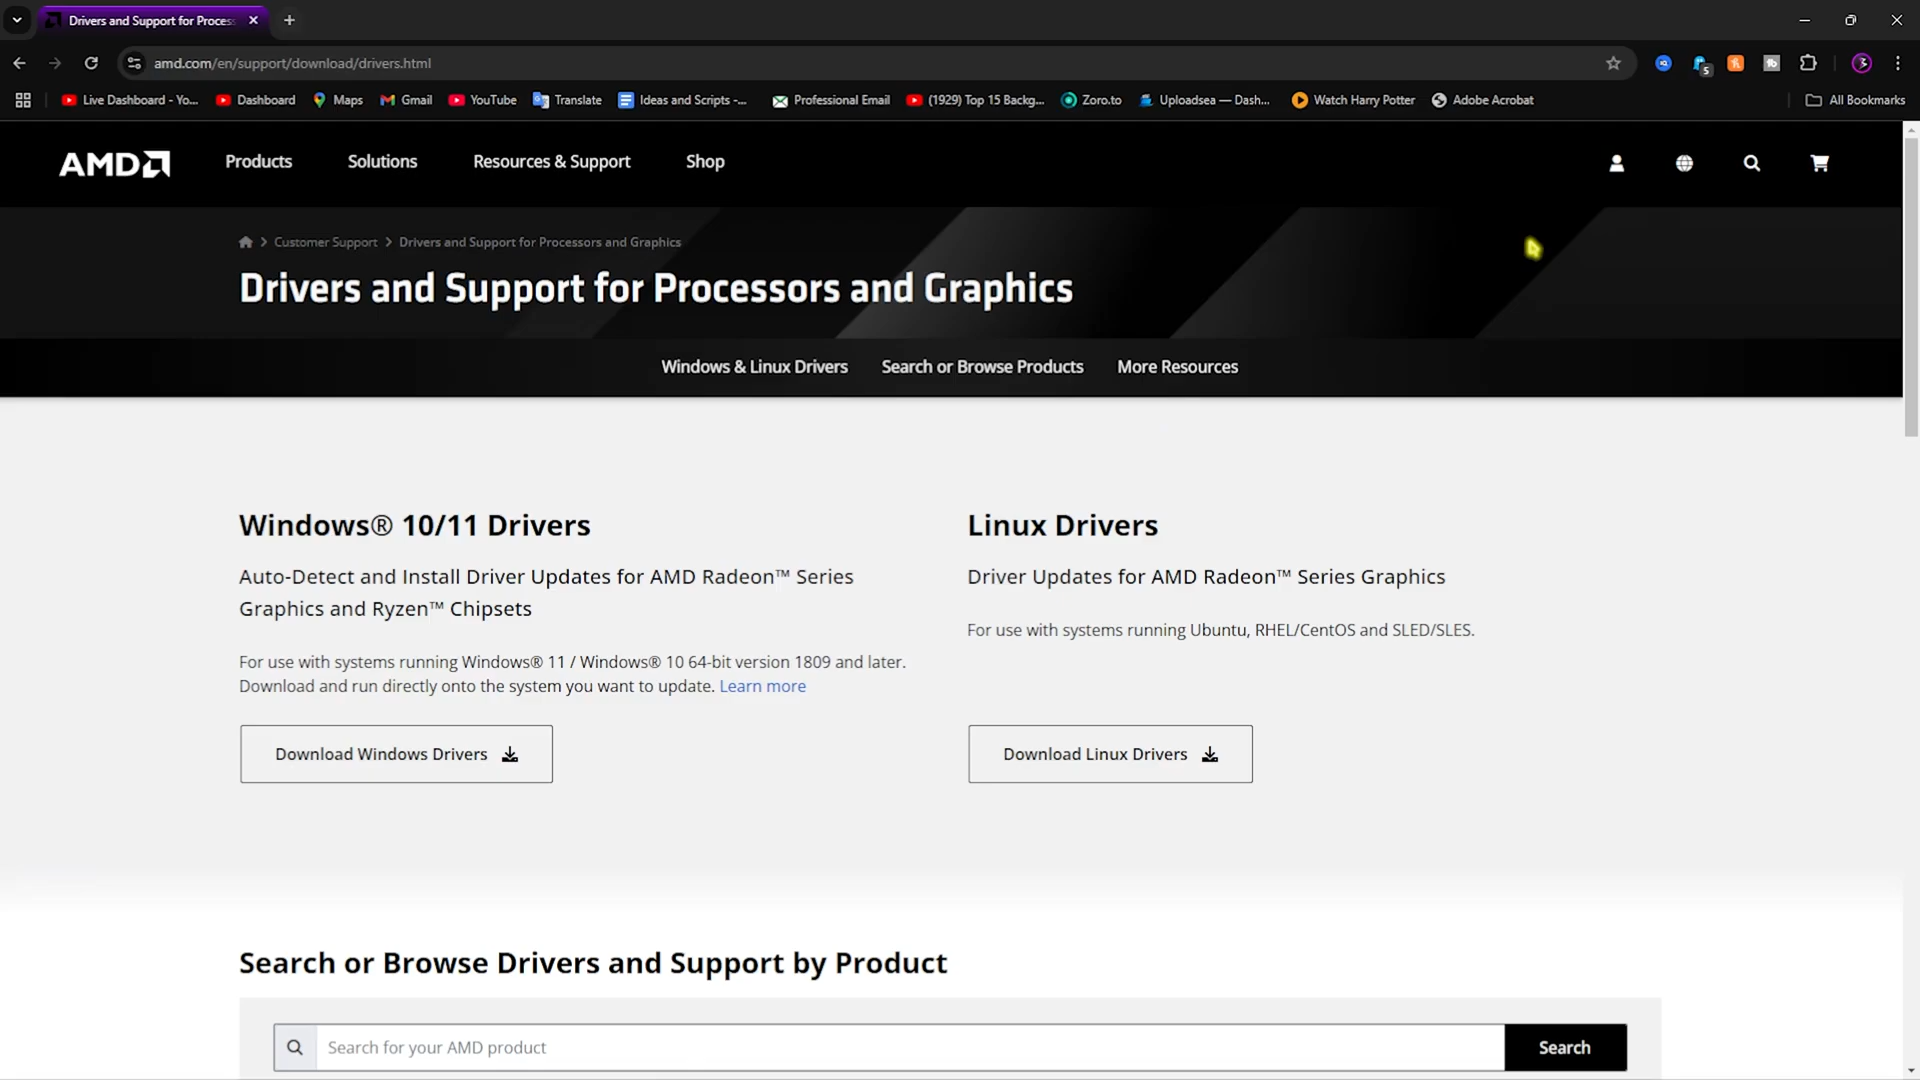 Drivers and Support for Proces
amd.com/en/support/download/drivers.html
5
Live Dashboard - Yo...
Dashboard
Maps
Gmail
YouTube
Translate
Ideas and Scripts -...
Professional Email
(1929) Top 15 Backg...
Zoro.to
Uploadsea — Dash...
Watch Harry Potter
Adobe Acrobat
All Bookmarks
AMD
Products
Solutions
Resources & Support
Shop
Customer Support
Drivers and Support for Processors and Graphics
Drivers and Support for Processors and Graphics
Windows & Linux Drivers
Search or Browse Products
More Resources
Windows® 10/11 Drivers
Auto-Detect and Install Driver Updates for AMD Radeon™ Series
Graphics and Ryzen™ Chipsets
For use with systems running Windows® 11 / Windows® 10 64-bit version 1809 and later.
Download and run directly onto the system you want to update. Learn more
Download Windows Drivers
Linux Drivers
Driver Updates for AMD Radeon™ Series Graphics
For use with systems running Ubuntu, RHEL/CentOS and SLED/SLES.
Download Linux Drivers
Search or Browse Drivers and Support by Product
Search for your AMD product
Search